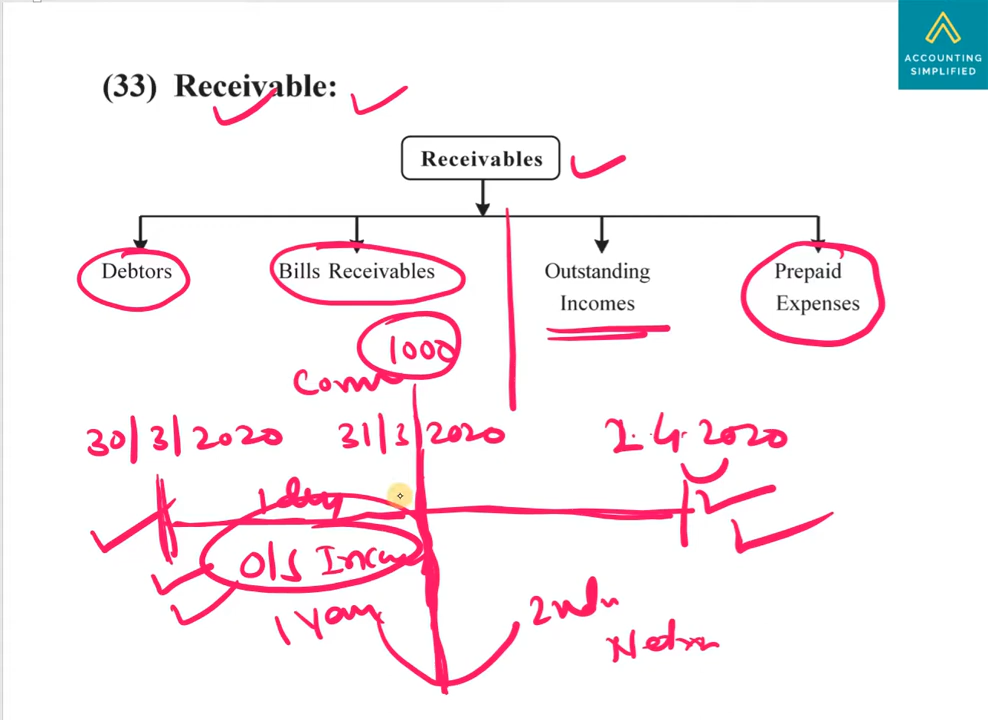 ACCOUNTING
SIMPLIFIED
(33) Receivable:
Receivables
Debtors
Bills Receivables
Outstanding
Incomes
Prepaid
Expenses
1000
30/3/2020
31/3/2020
2.4.2020
1 day
O/S
1 Year
2nd